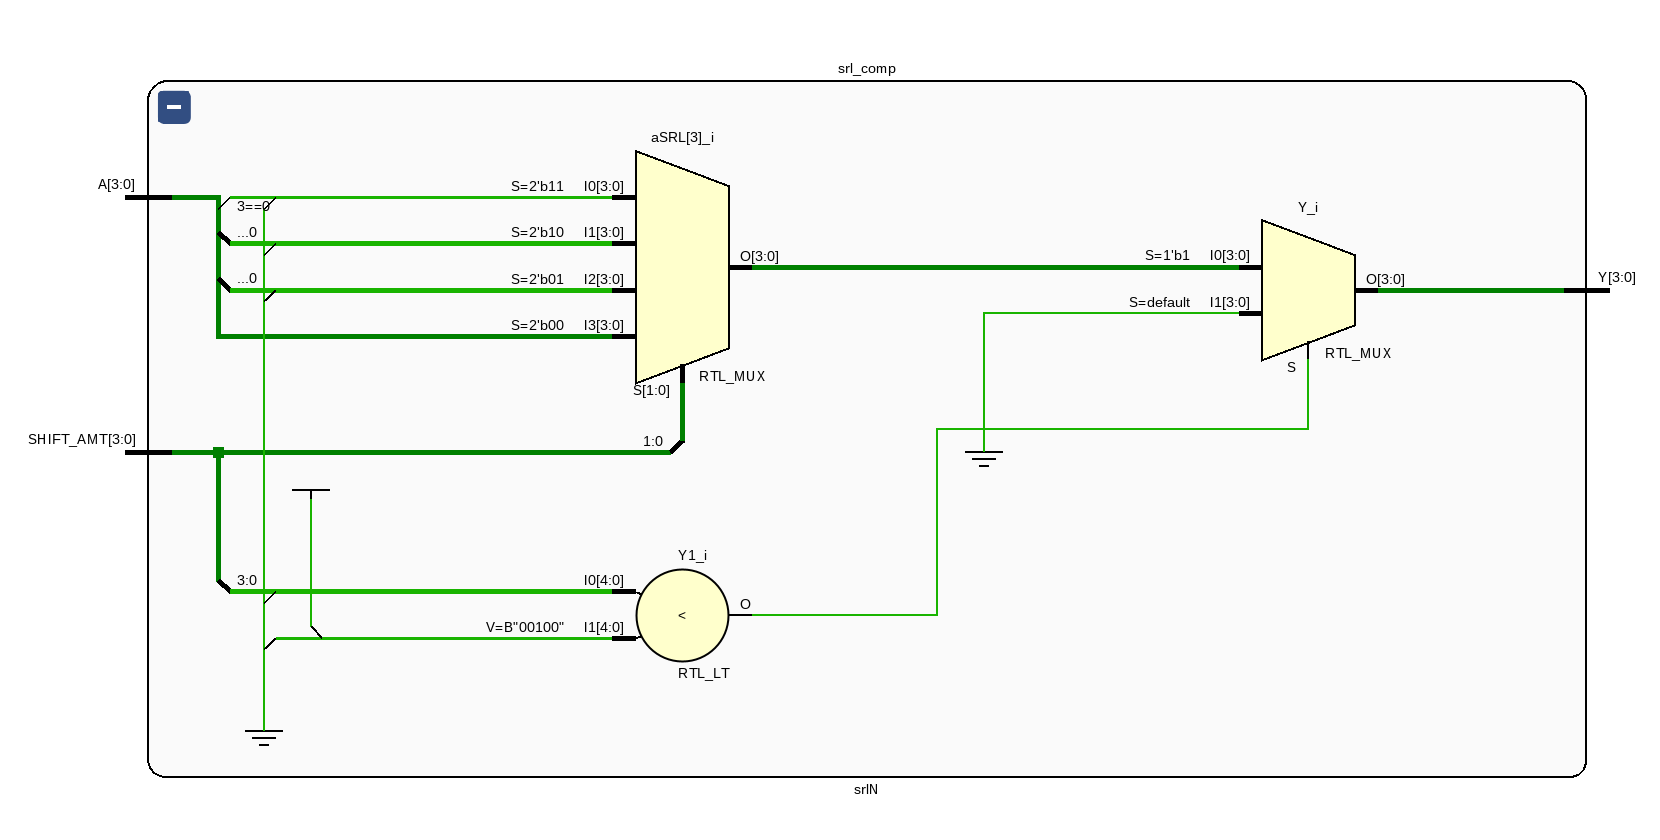 srl_comp
aSRL[3]_i
A[3:0]
S=2'b11 I0[3:0]
3==0
...0
S=2'b10 I1[3:0]
...0
S=2'b01 I2[3:0]
S=2'b00 I3[3:0]
O[3:0]
S[1:0]
RTL_MUX
Y_i
S=1'b1 I0[3:0]
S=default I1[3:0]
O[3:0]
Y[3:0]
S
RTL_MUX
SHIFT_AMT[3:0]
1:0
Y1_i
3:0
I0[4:0]
V=B"00100" I1[4:0]
<
O
RTL_LT
srlN